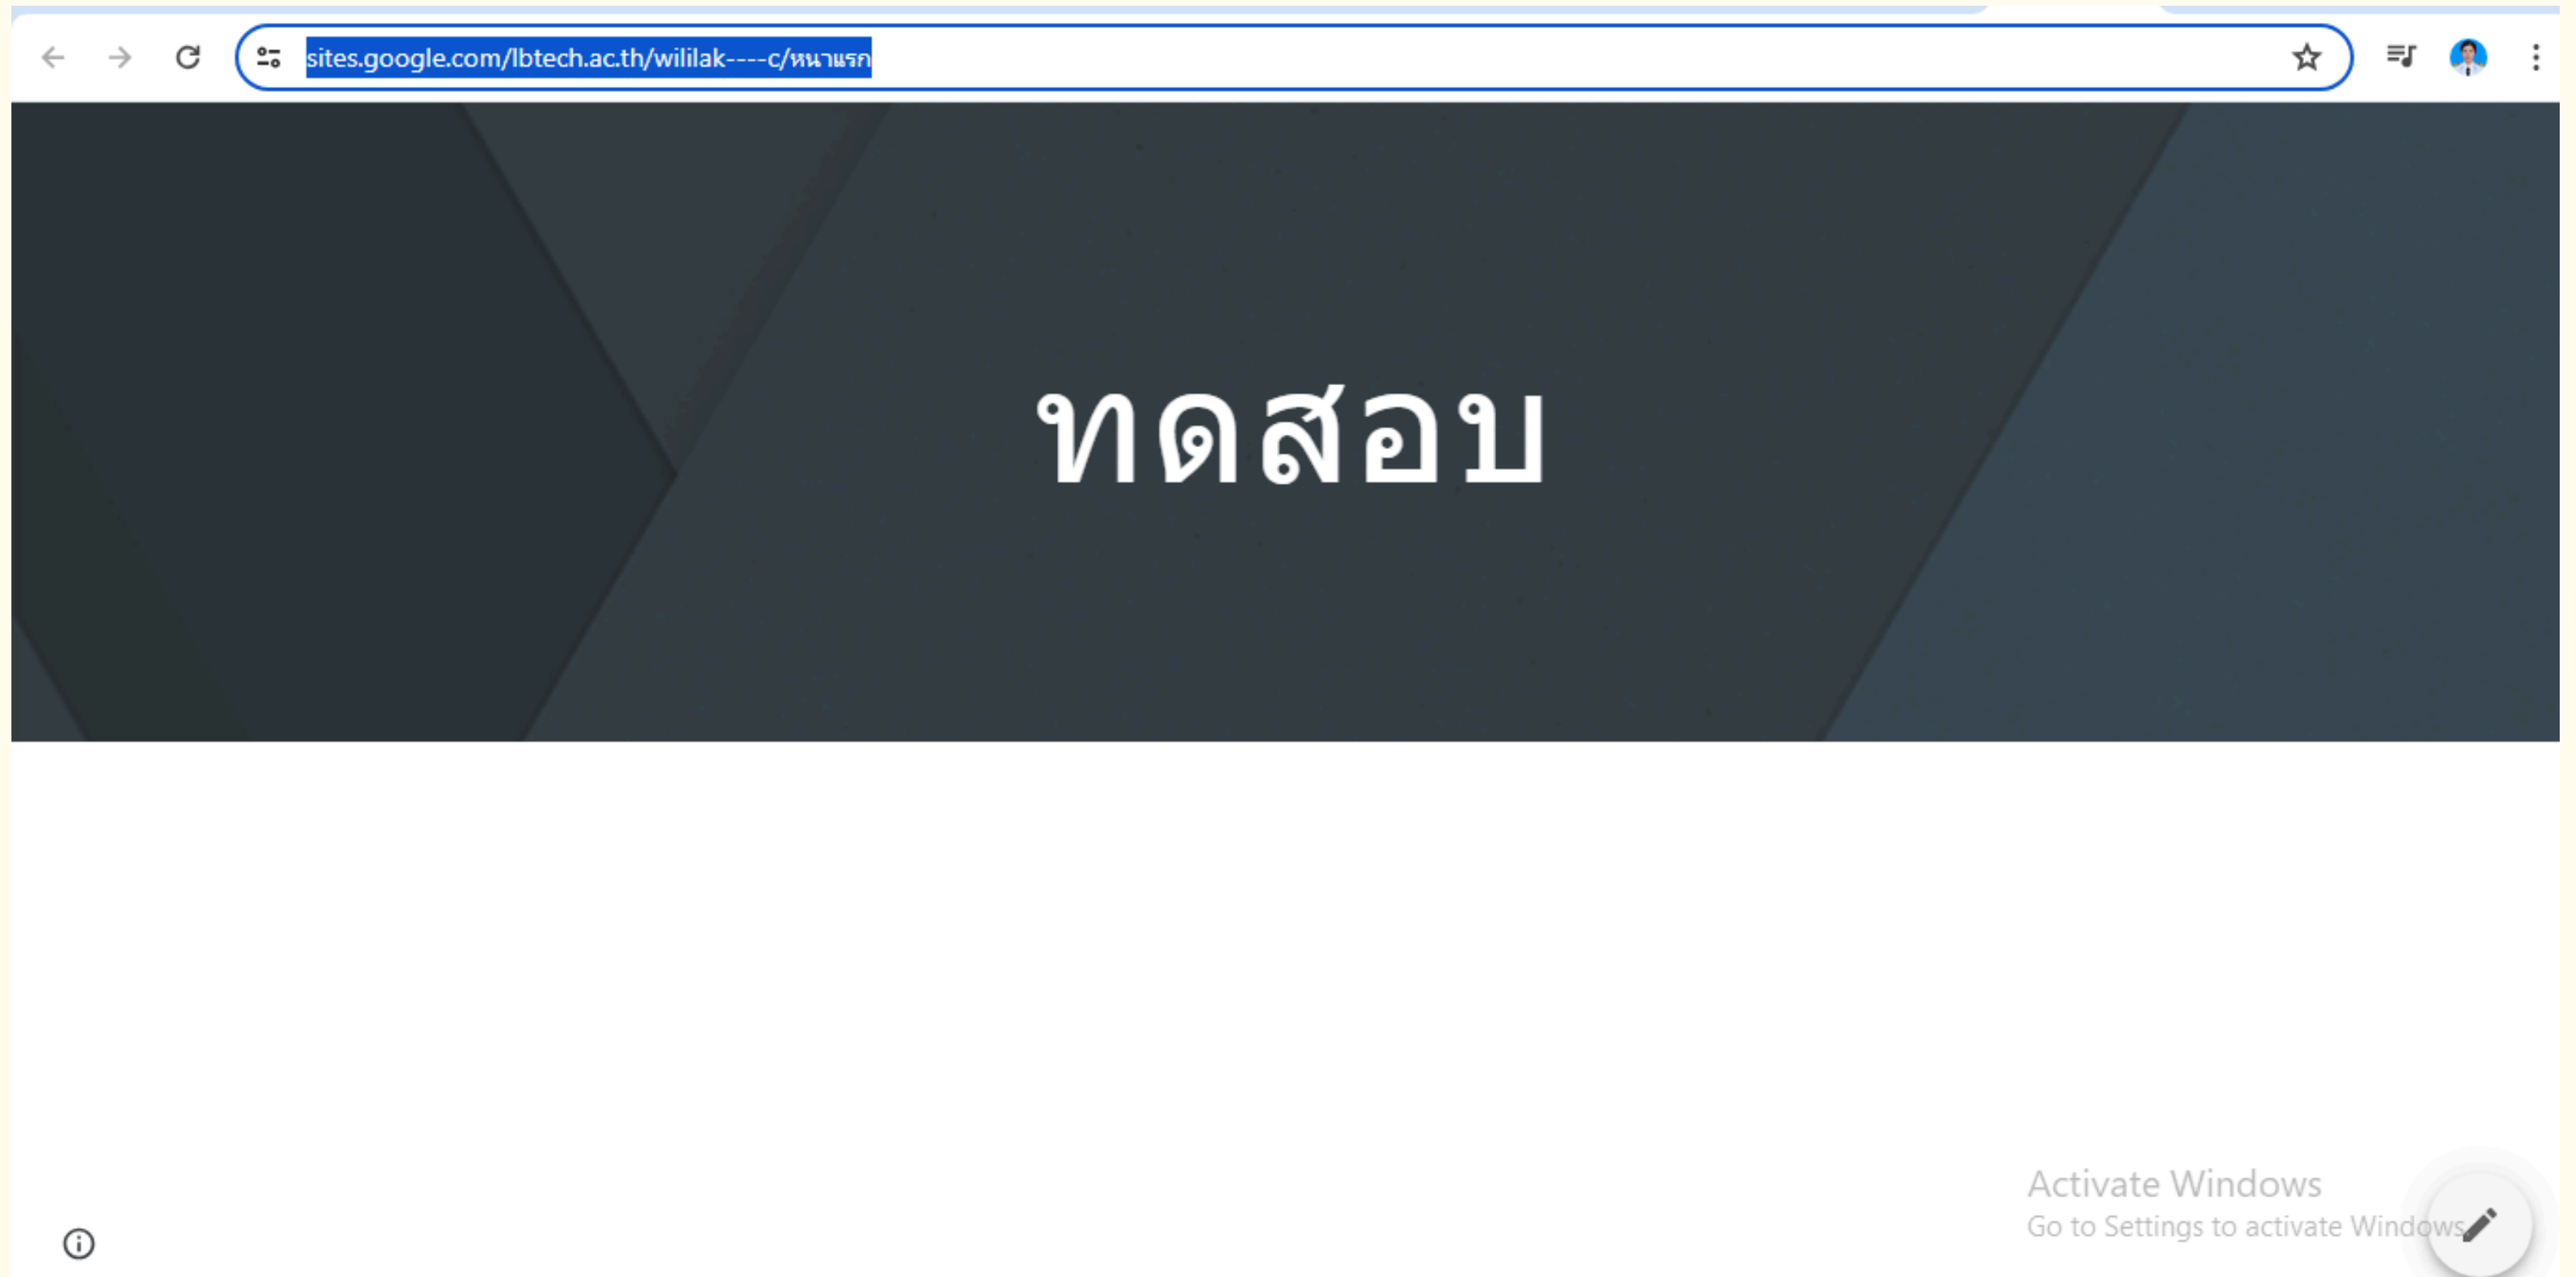 sites.google.com/lbtech.ac.th/wililak----c/หนาแรก
ทดสอบ
Activate Windows
Go to Settings to activate Windows